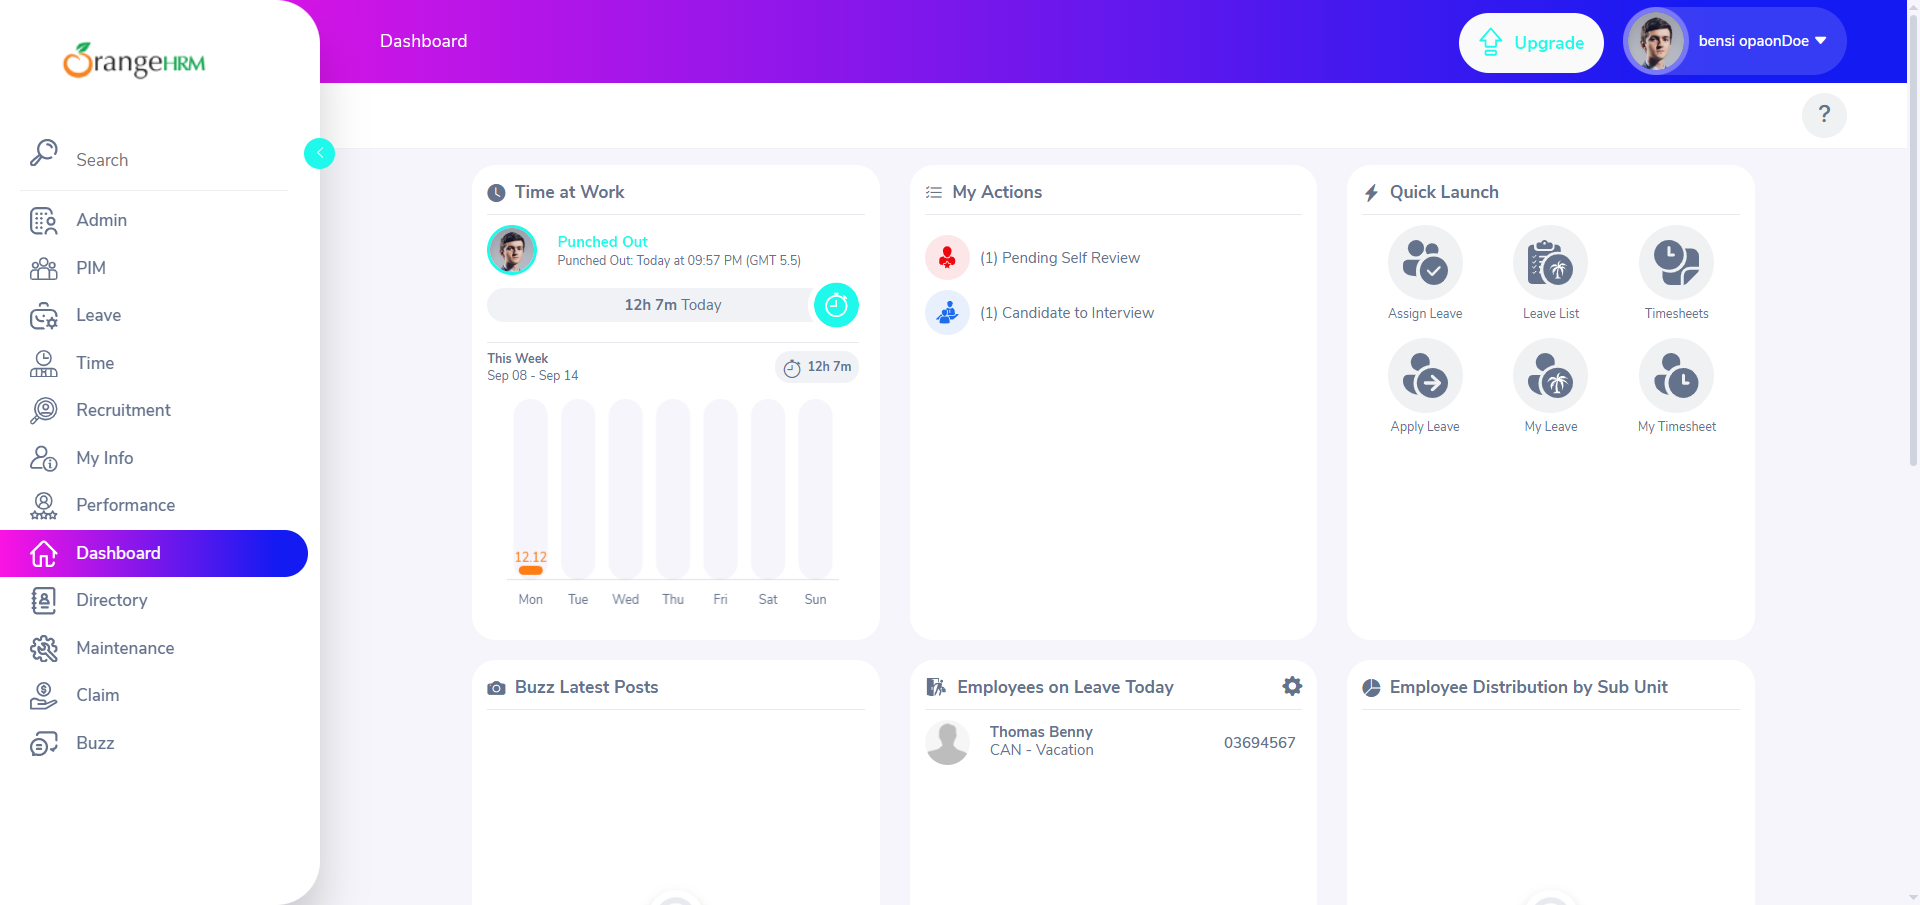 OrangeHRM
Search
Admin
PIM
Leave
Time
Recruitment
My Info
Performance
Dashboard
Directory
Maintenance
Claim
Buzz
Dashboard
Upgrade
bensi opaonDoe
?
Time at Work
Punched Out
Punched Out: Today at 09:57 PM (GMT 5.5)
12h 7m Today
This Week
Sep 08 - Sep 14
12h 7m
12.12
Mon Tue Wed Thu Fri Sat Sun
My Actions
(1) Pending Self Review
(1) Candidate to Interview
Quick Launch
Assign Leave Leave List Timesheets
Apply Leave My Leave My Timesheet
Buzz Latest Posts
Employees on Leave Today
Thomas Benny
CAN - Vacation
03694567
Employee Distribution by Sub Unit